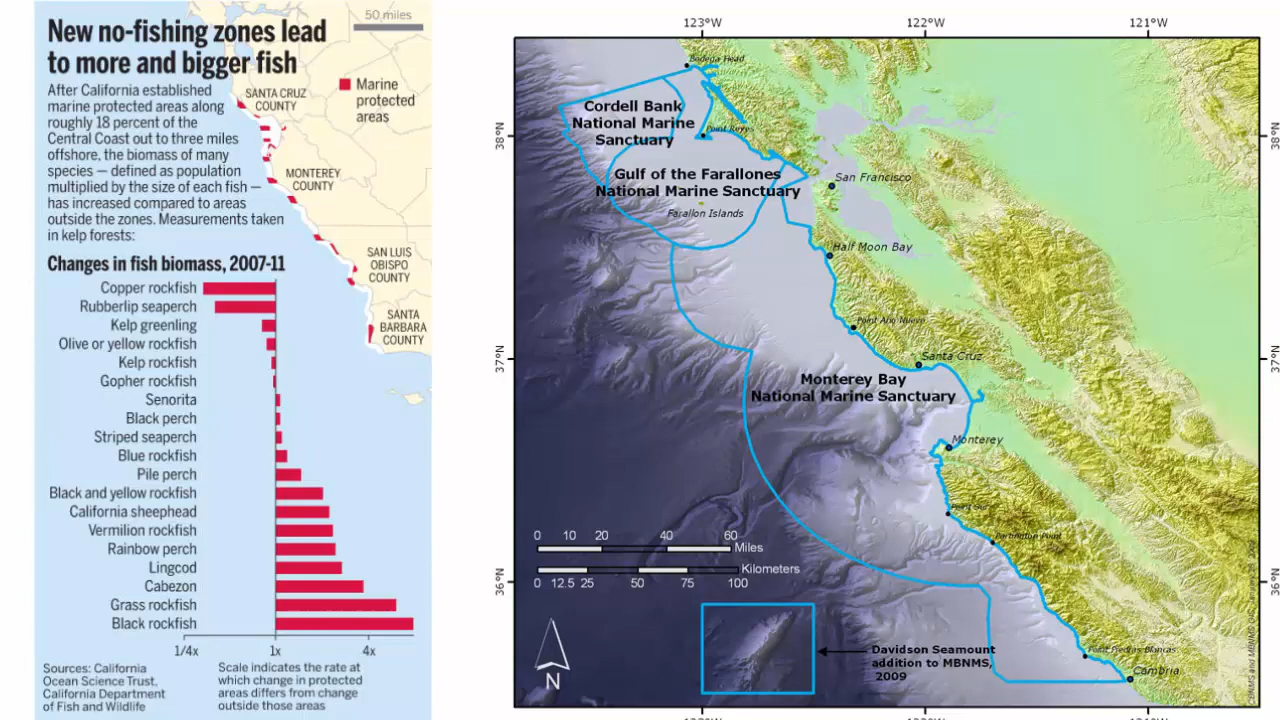 New no-fishing zones lead
to more and bigger fish
After California established
marine protected areas along
roughly 18 percent of the
Central Coast out to three miles
offshore, the biomass of many
species — defined as population
multiplied by the size of each fish —
has increased compared to areas
outside the zones. Measurements taken
in kelp forests:
50 miles
Marine
protected
areas
SANTA CRUZ
COUNTY
MONTEREY
COUNTY
SAN LUIS
OBISPO
COUNTY
SANTA
BARBARA
COUNTY
Changes in fish biomass, 2007-11
Copper rockfish
Rubberlip seaperch
Kelp greenling
Olive or yellow rockfish
Kelp rockfish
Gopher rockfish
Senorita
Black perch
Striped seaperch
Blue rockfish
Pile perch
Black and yellow rockfish
California sheephead
Vermilion rockfish
Rainbow perch
Lingcod
Cabezon
Grass rockfish
Black rockfish
1/4x 1x 4x
Sources: California
Ocean Science Trust,
California Department
of Fish and Wildlife
Scale indicates the rate at
which change in protected
areas differs from change
outside those areas
123°W 122°W 121°W
38°N
37°N
36°N
38°N
37°N
36°N
Bodega Head
Cordell Bank
National Marine
Sanctuary
Point Reyes
Gulf of the Farallones
National Marine Sanctuary
Farallon Islands
San Francisco
Half Moon Bay
Point Ano Nuevo
Santa Cruz
Monterey Bay
National Marine Sanctuary
Monterey
Point Sur
Partington Point
0 10 20 40 60
Miles
Kilometers
0 12.5 25 50 75 100
N
Davidson Seamount
addition to MBNMS,
2009
Point Piedras Blancas
Cambria